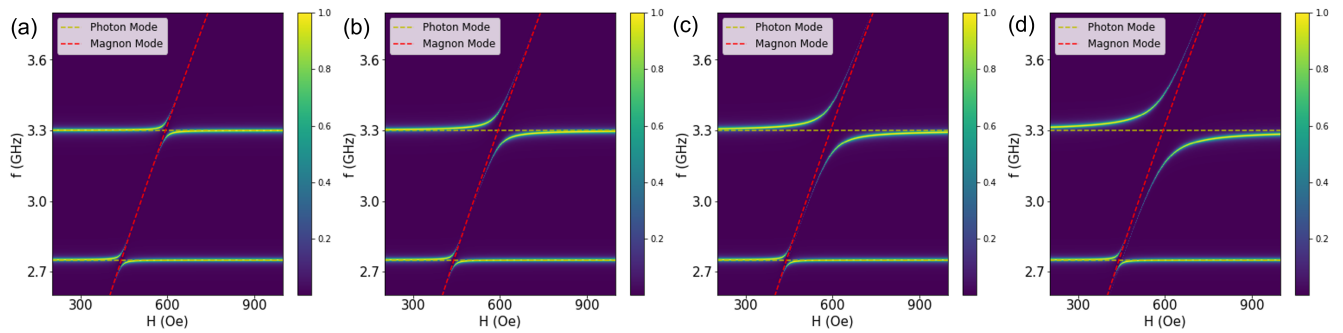 (a)
Photon Mode
Magnon Mode
3.6
3.3
3.0
2.7
f (GHz)
300
600
900
H (Oe)
1.0
0.8
0.6
0.4
0.2
(b)
Photon Mode
Magnon Mode
3.6
3.3
3.0
2.7
f (GHz)
300
600
900
H (Oe)
1.0
0.8
0.6
0.4
0.2
(c)
Photon Mode
Magnon Mode
3.6
3.3
3.0
2.7
f (GHz)
300
600
900
H (Oe)
1.0
0.8
0.6
0.4
0.2
(d)
Photon Mode
Magnon Mode
3.6
3.3
3.0
2.7
f (GHz)
300
600
900
H (Oe)
1.0
0.8
0.6
0.4
0.2